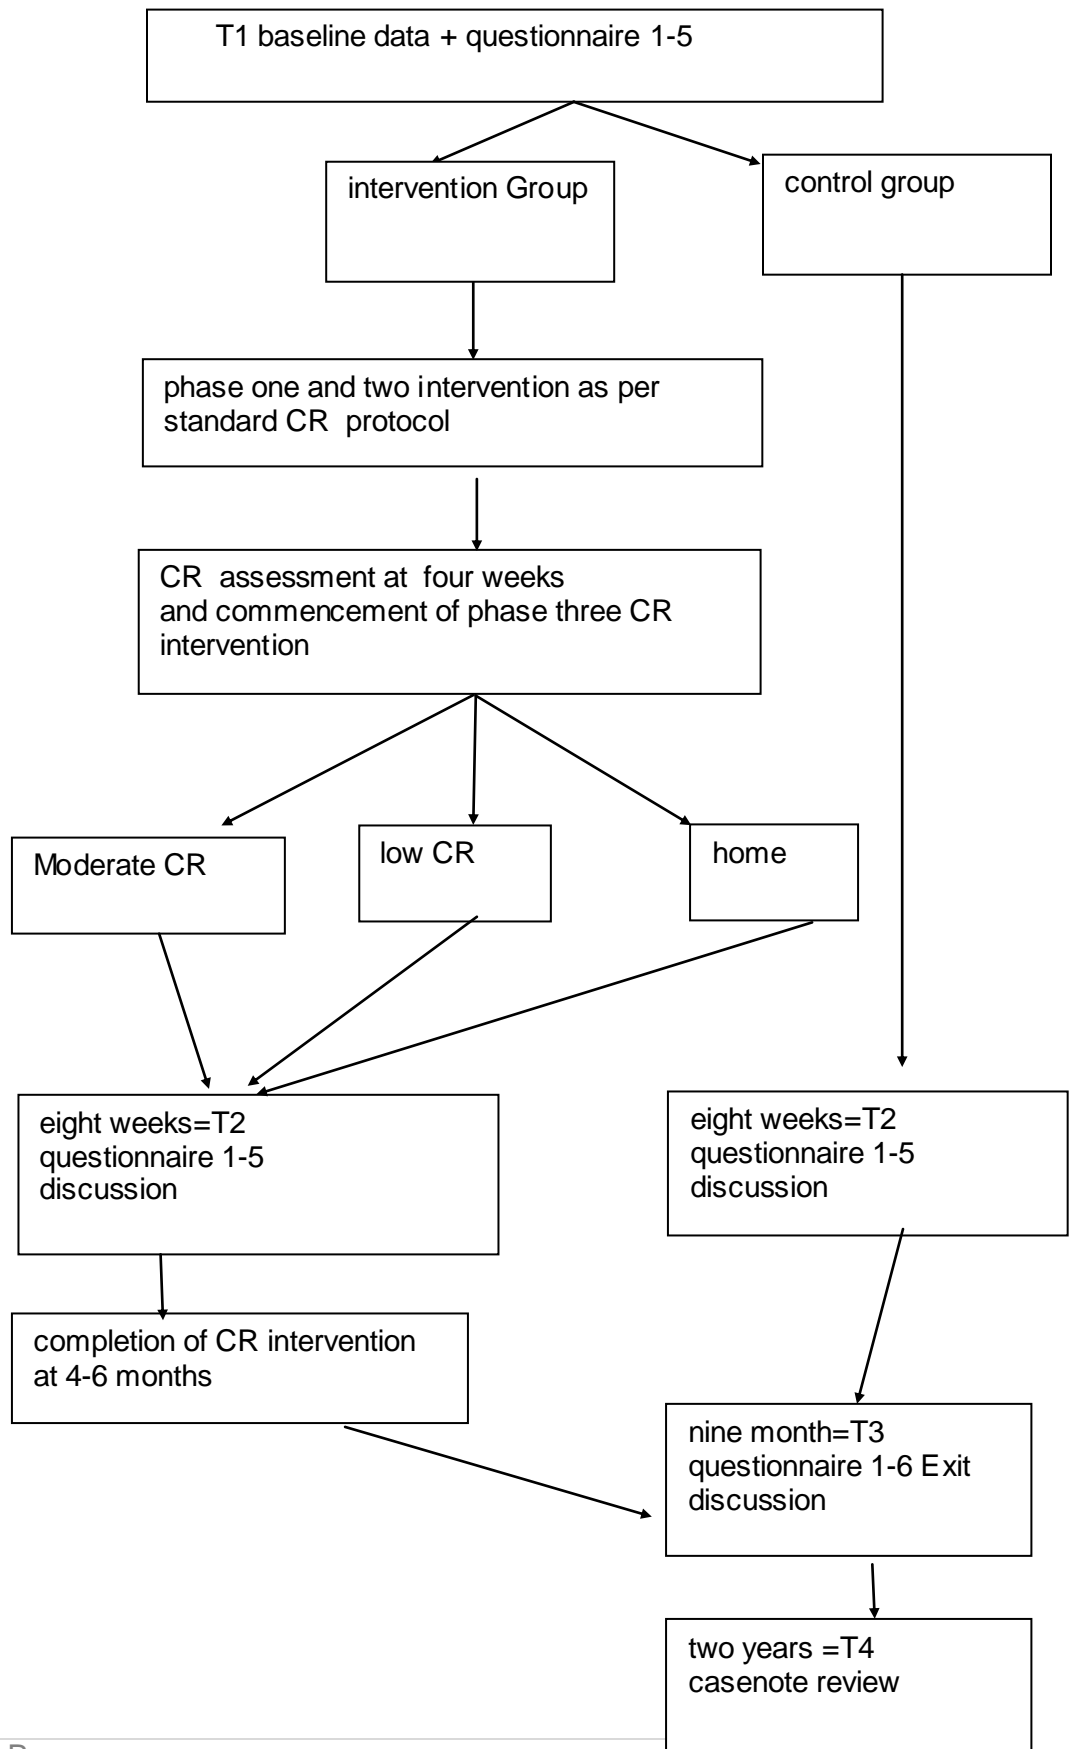 T1 baseline data + questionnaire 1-5
intervention Group
control group
phase one and two intervention as per
standard CR protocol
CR assessment at four weeks
and commencement of phase three CR
intervention
Moderate CR
low CR
home
eight weeks=T2
questionnaire 1-5
discussion
eight weeks=T2
questionnaire 1-5
discussion
completion of CR intervention
at 4-6 months
nine month=T3
questionnaire 1-6 Exit
discussion
two years =T4
casenote review